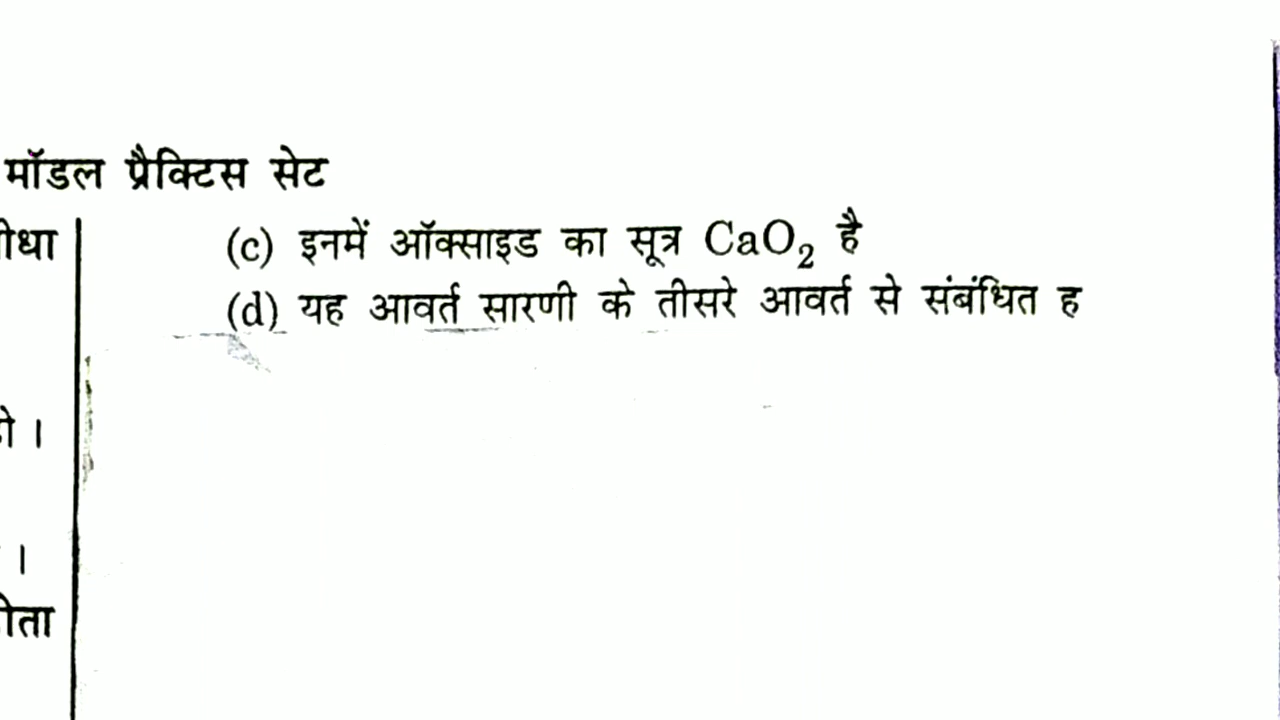 मॉडल प्रैक्टिस सेट
(c) इनमें ऑक्साइड का सूत्र CaO₂ है
(d) यह आवर्त सारणी के तीसरे आवर्त से संबंधित ह